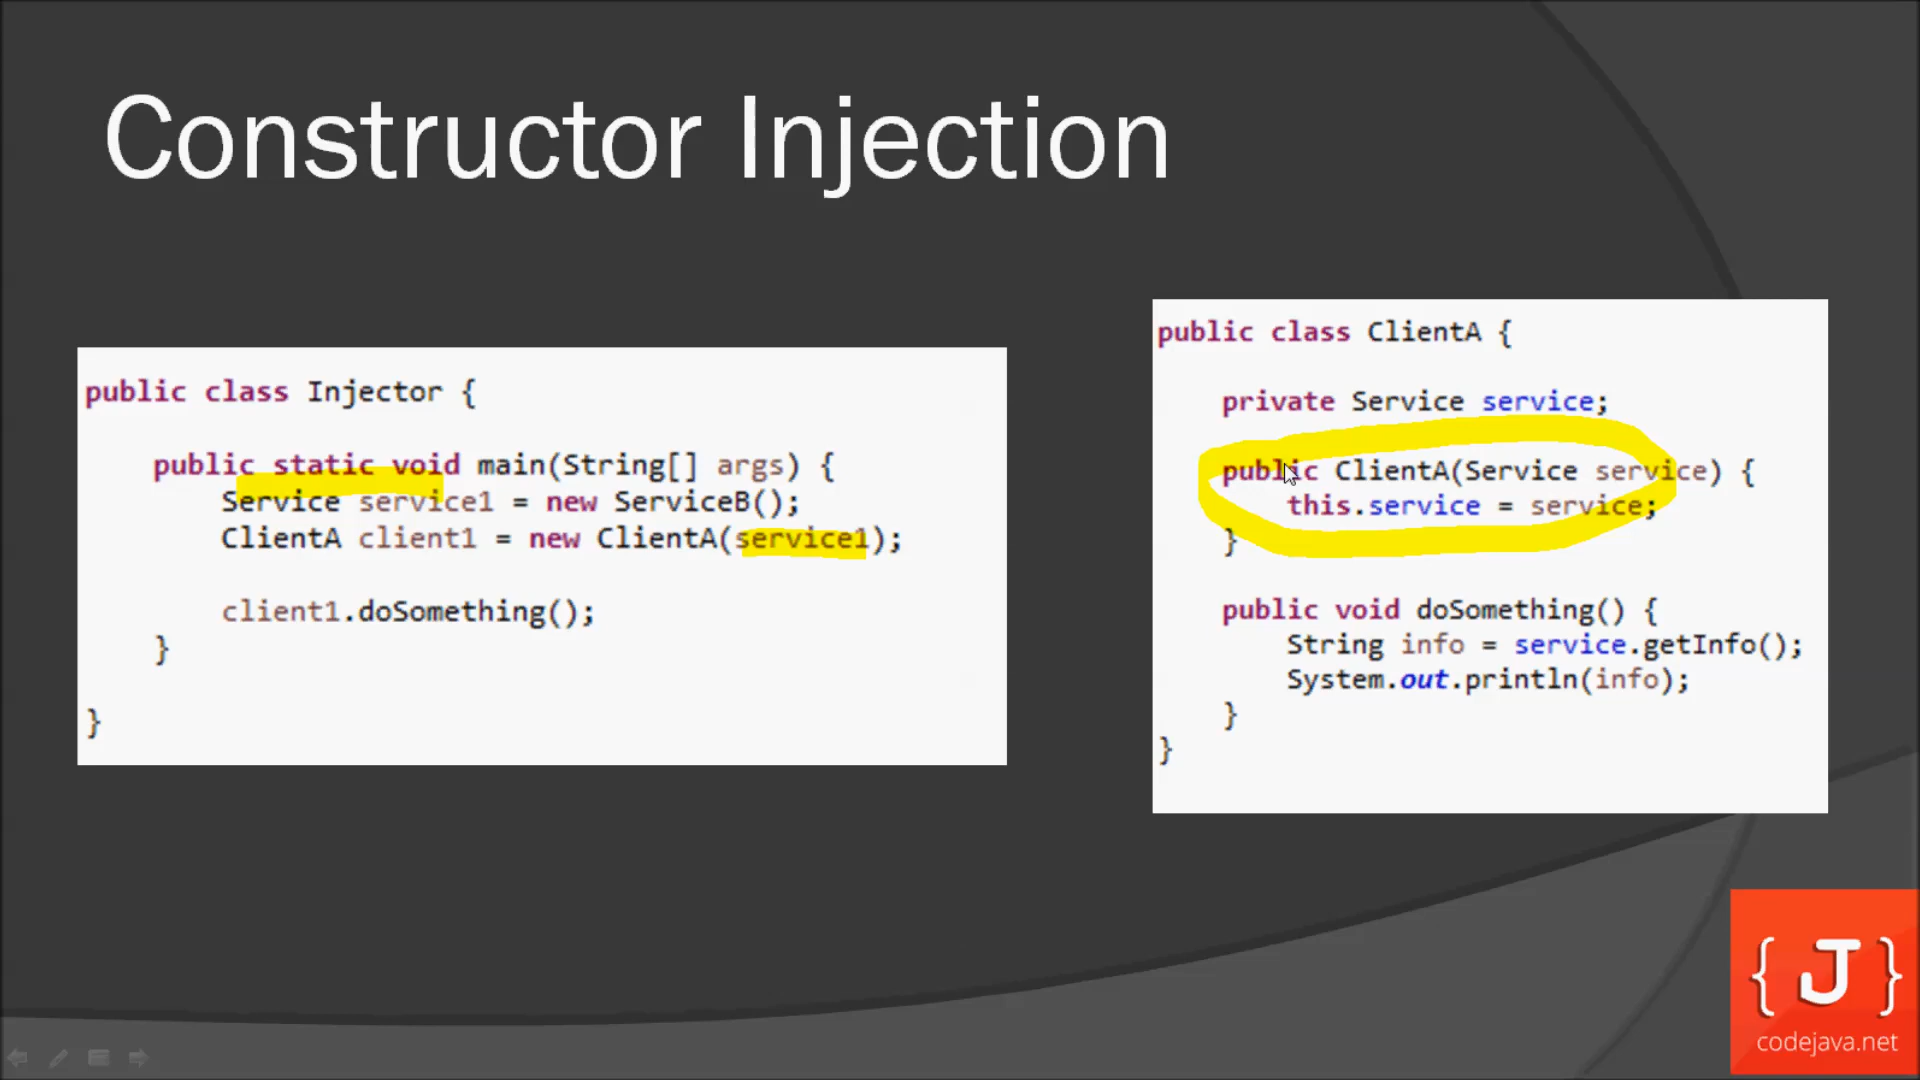 Constructor Injection
public class Injector {
public static void main(String[] args) {
Service service1 = new ServiceB();
ClientA client1 = new ClientA(service1);
client1.doSomething();
}
}
public class ClientA {
private Service service;
public ClientA(Service service) {
this.service = service;
}
public void doSomething() {
String info = service.getInfo();
System.out.println(info);
}
}
{ J }
codejava.net